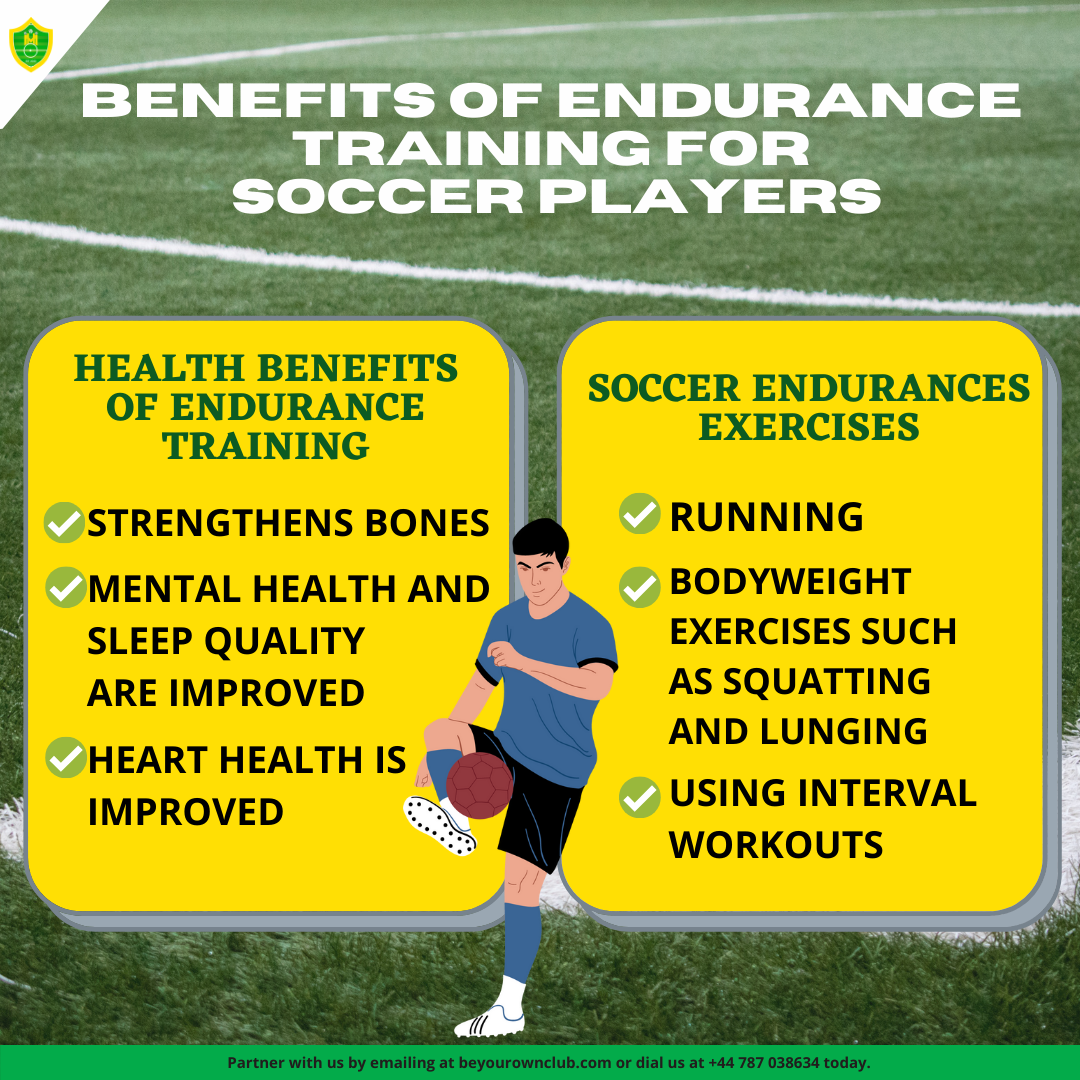 BENEFITS OF ENDURANCE
TRAINING FOR
SOCCER PLAYERS
HEALTH BENEFITS
OF ENDURANCE
TRAINING
STRENGTHENS BONES
MENTAL HEALTH AND
SLEEP QUALITY
ARE IMPROVED
HEART HEALTH IS
IMPROVED
SOCCER ENDURANCES
EXERCISES
RUNNING
BODYWEIGHT
EXERCISES SUCH
AS SQUATTING
AND LUNGING
USING INTERVAL
WORKOUTS
Partner with us by emailing at beyourownclub.com or dial us at +44 787 038634 today.